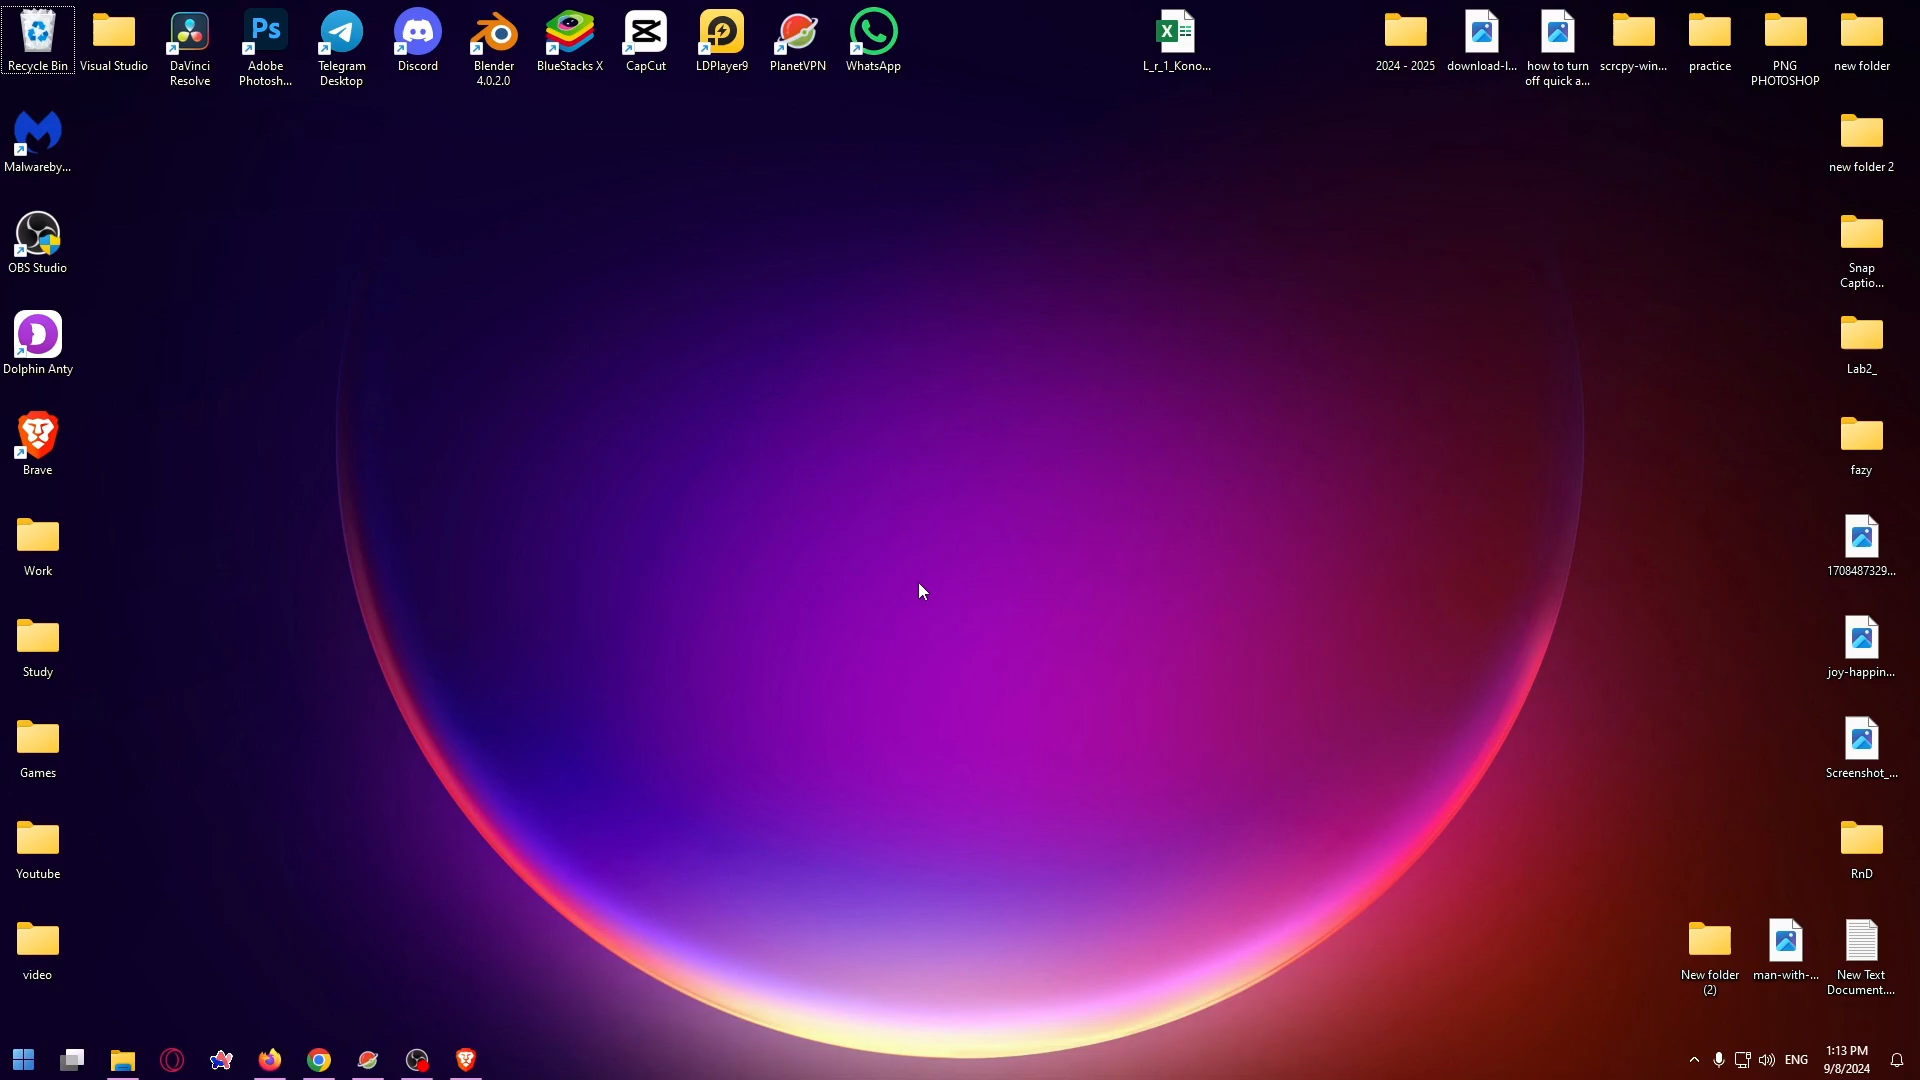 Recycle Bin
Visual Studio
DaVinci
Resolve
Adobe
Photosh...
Telegram
Desktop
Discord
Blender
4.0.2.0
BlueStacks X
CapCut
LDPlayer9
PlanetVPN
WhatsApp
L_r_1_Kono...
2024 - 2025
download-l...
how to turn
off quick a...
scrcpy-win...
practice
PNG
PHOTOSHOP
new folder
Malwareby...
new folder 2
OBS Studio
Snap
Captio...
Dolphin Anty
Lab2_
Brave
fazy
Work
1708487329...
Study
joy-happin...
Games
Screenshot_...
Youtube
RnD
video
New folder
(2)
man-with-...
New Text
Document....
ENG
1:13 PM
9/8/2024